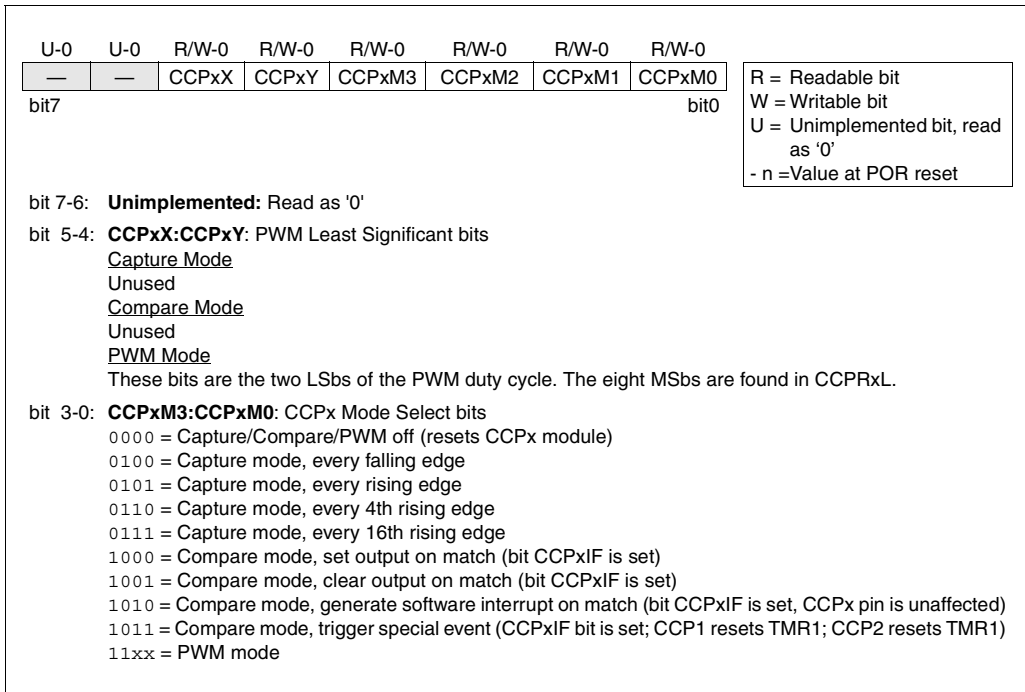 U-0 U-0 R/W-0 R/W-0 R/W-0 R/W-0 R/W-0 R/W-0
— — CCPxX CCPxY CCPxM3 CCPxM2 CCPxM1 CCPxM0
bit7 bit0
R = Readable bit
W = Writable bit
U = Unimplemented bit, read
as ‘0’
- n =Value at POR reset
bit 7-6: Unimplemented: Read as '0'
bit 5-4: CCPxX:CCPxY: PWM Least Significant bits
Capture Mode
Unused
Compare Mode
Unused
PWM Mode
These bits are the two LSbs of the PWM duty cycle. The eight MSbs are found in CCPRxL.
bit 3-0: CCPxM3:CCPxM0: CCPx Mode Select bits
0000 = Capture/Compare/PWM off (resets CCPx module)
0100 = Capture mode, every falling edge
0101 = Capture mode, every rising edge
0110 = Capture mode, every 4th rising edge
0111 = Capture mode, every 16th rising edge
1000 = Compare mode, set output on match (bit CCPxIF is set)
1001 = Compare mode, clear output on match (bit CCPxIF is set)
1010 = Compare mode, generate software interrupt on match (bit CCPxIF is set, CCPx pin is unaffected)
1011 = Compare mode, trigger special event (CCPxIF bit is set; CCP1 resets TMR1; CCP2 resets TMR1)
11xx = PWM mode